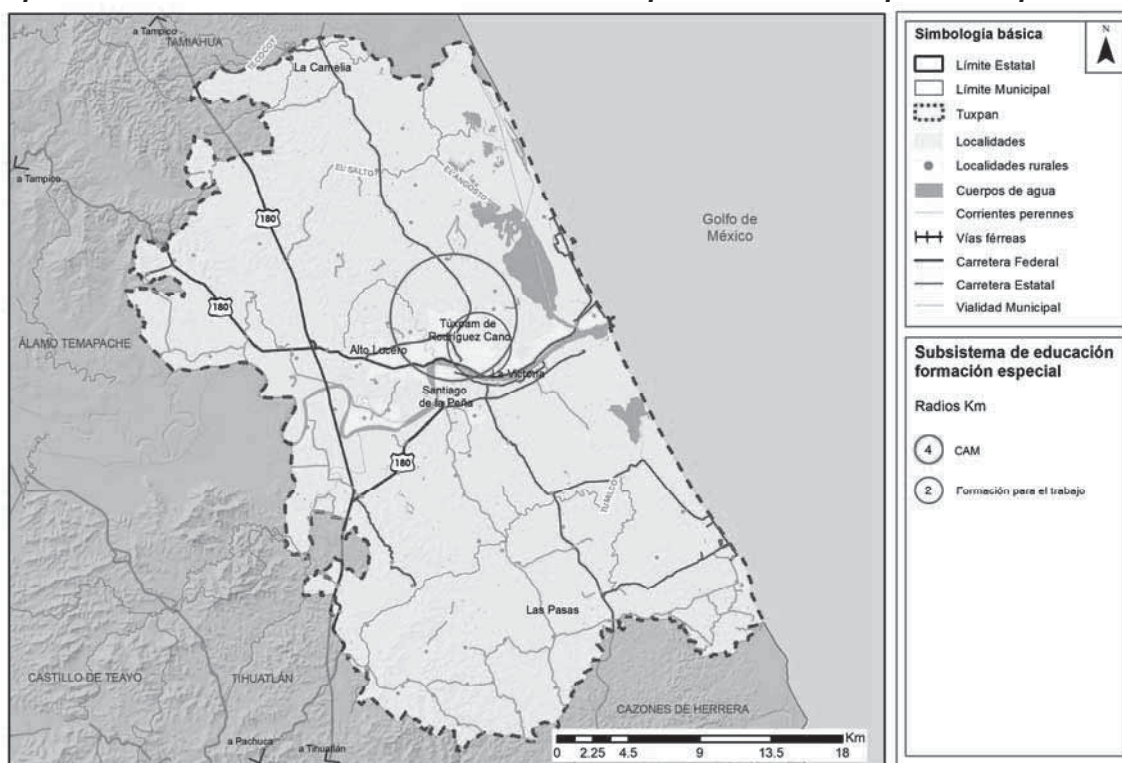 a Tampico
TAMIAHUA
La Camelia
a Tampico
EL SALTO
EL ANGOSTO
180
Golfo de
México
180
Túxpam de
Rodríguez Cano
ÁLAMO TEMAPACHE
Alto Lucero
La Victoria
Santiago
de la Peña
180
Las Pasas
CASTILLO DE TEAYO
TIHUATLÁN
CAZONES DE HERRERA
a Pachuca
a Tihuatlán
Km
0 2.25 4.5 9 13.5 18
Simbología básica
N
Límite Estatal
Límite Municipal
Tuxpan
Localidades
Localidades rurales
Cuerpos de agua
Corrientes perennes
Vías férreas
Carretera Federal
Carretera Estatal
Vialidad Municipal
Subsistema de educación
formación especial
Radios Km
4 CAM
2 Formación para el trabajo